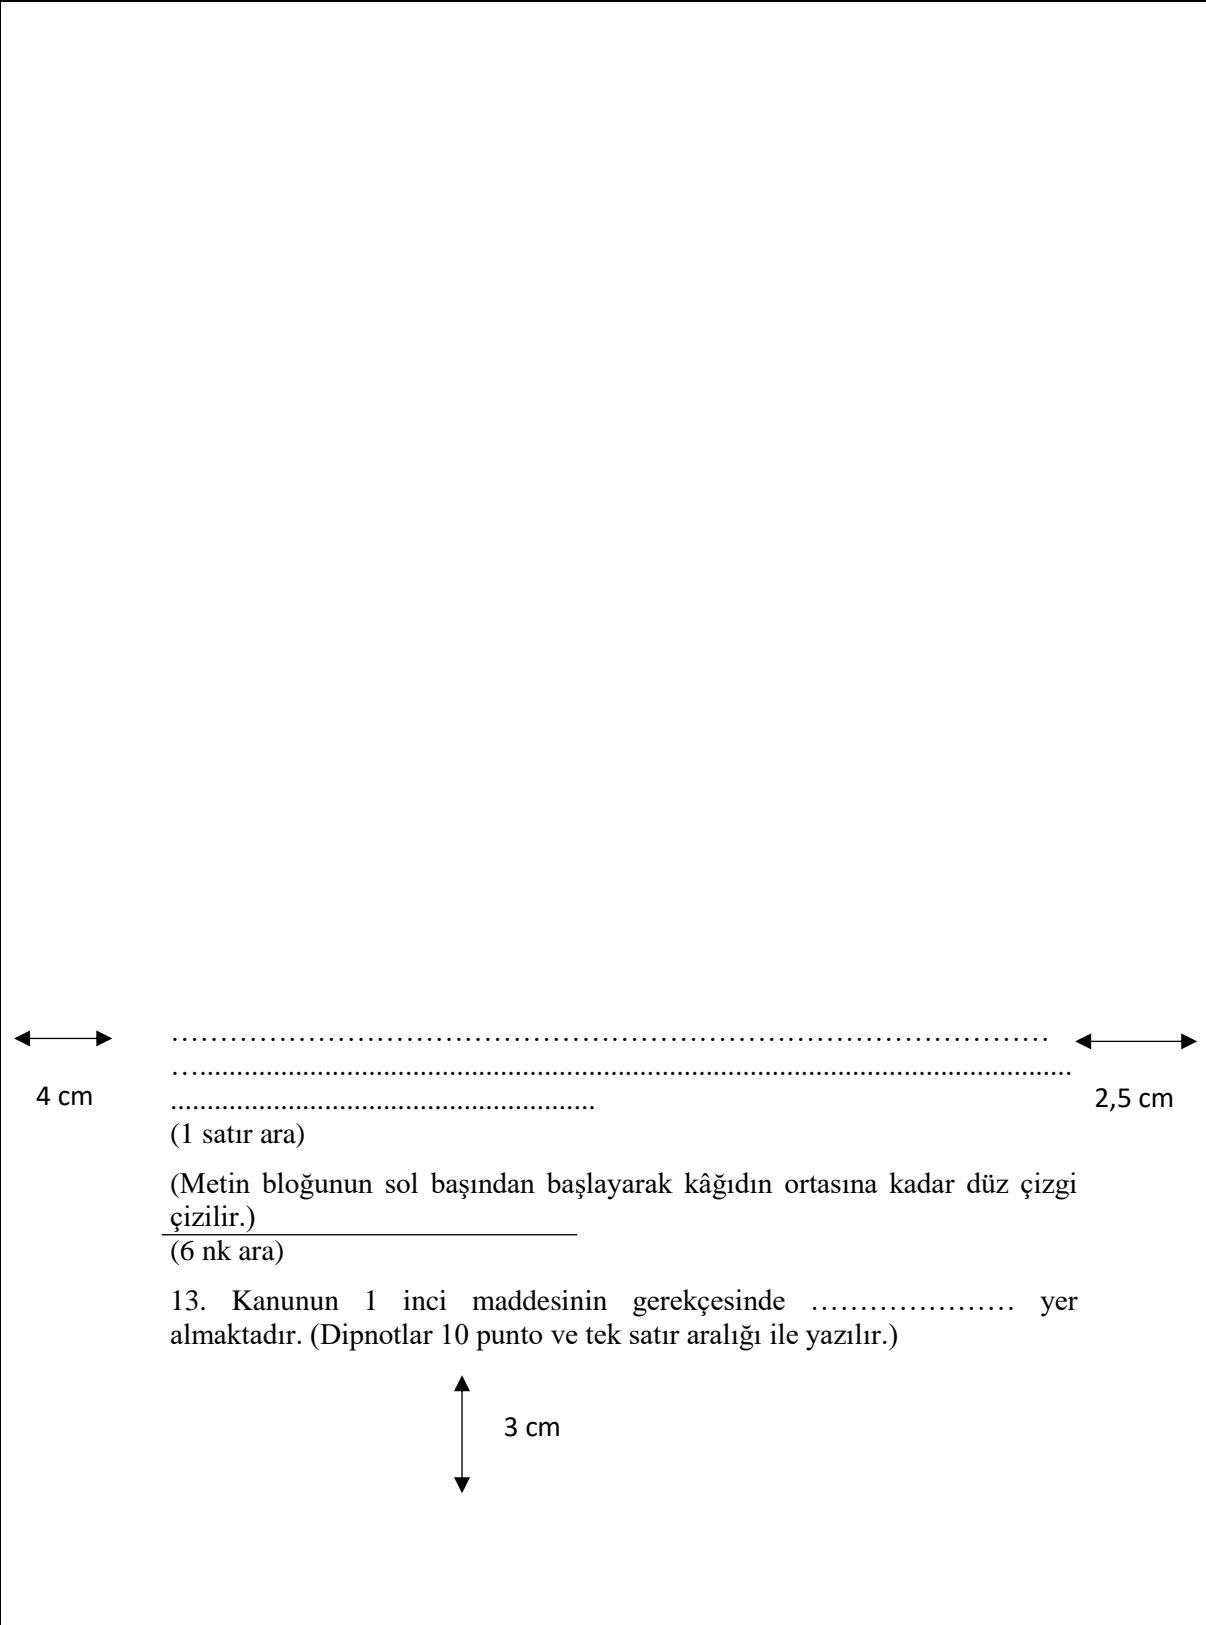 ……………………………………………………………………………
…......................................................................................................................
..........................................................
4 cm
2,5 cm
(1 satır ara)
(Metin bloğunun sol başından başlayarak kâğıdın ortasına kadar düz çizgi
çizilir.)
(6 nk ara)
13. Kanunun 1 inci maddesinin gerekçesinde ………………… yer
almaktadır. (Dipnotlar 10 punto ve tek satır aralığı ile yazılır.)
3 cm